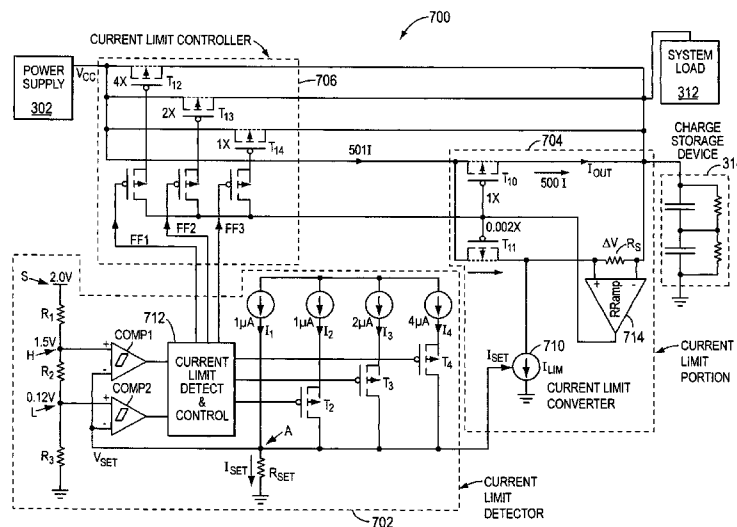 700
CURRENT LIMIT CONTROLLER
706
POWER
SUPPLY
302
VCC
4X
T12
2X
T13
1X
T14
SYSTEM
LOAD
312
CHARGE
STORAGE
DEVICE
704
501I
IOUT
T10
500 I
1X
0.002X
T11
ΔV
RS
+
-
RRamp
714
FF1
FF2
FF3
S
2.0V
R1
1.5V
H
R2
0.12V
L
R3
COMP1
+
-
COMP2
+
-
712
CURRENT
LIMIT
DETECT
&
CONTROL
1μA
I1
1μA
I2
2μA
I3
4μA
I4
T4
T3
T2
710
ISET
ILIM
CURRENT LIMIT
CONVERTER
CURRENT
LIMIT
PORTION
A
VSET
ISET
RSET
702
CURRENT
LIMIT
DETECTOR